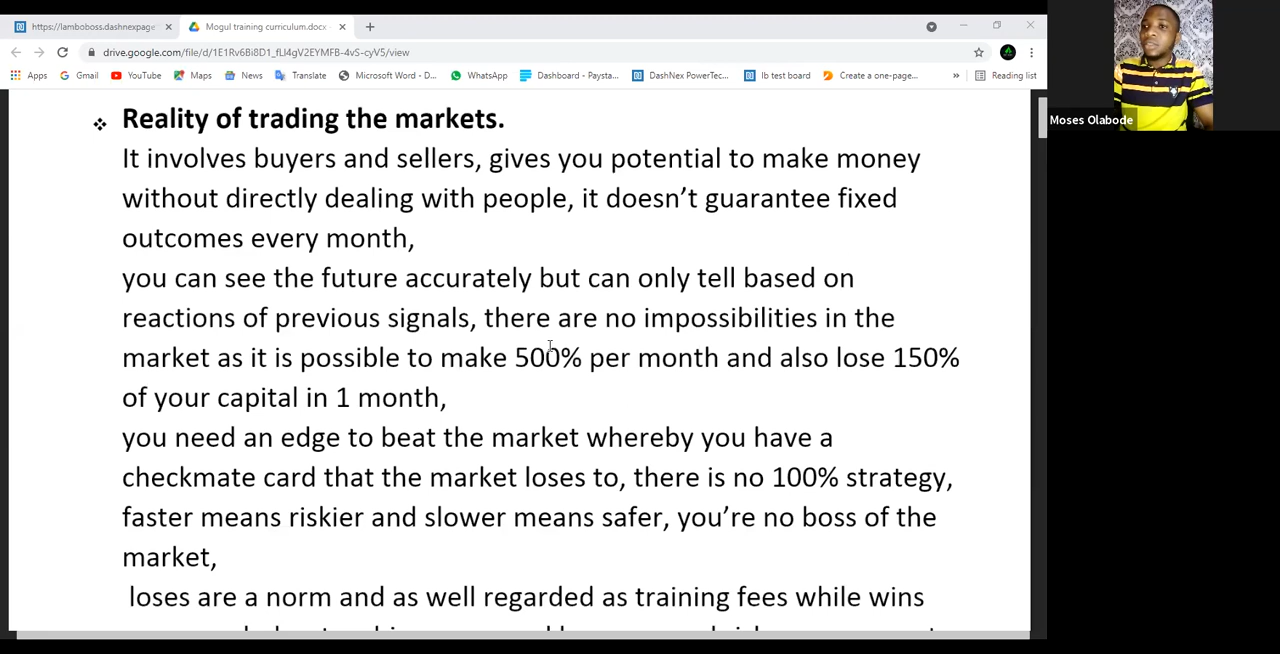 https://lamboboss.dashnexpage
Mogul training curriculum.docx
drive.google.com/file/d/1E1Rv6Bi8D1_fLl4gV2EYMFB-4vS-cyV5/view
Apps Gmail YouTube Maps News Translate Microsoft Word - D... WhatsApp Dashboard - Paysta... DashNex PowerTec... lb test board Create a one-page... » Reading list
Moses Olabode
❖ Reality of trading the markets.
It involves buyers and sellers, gives you potential to make money
without directly dealing with people, it doesn’t guarantee fixed
outcomes every month,
you can see the future accurately but can only tell based on
reactions of previous signals, there are no impossibilities in the
market as it is possible to make 500% per month and also lose 150%
of your capital in 1 month,
you need an edge to beat the market whereby you have a
checkmate card that the market loses to, there is no 100% strategy,
faster means riskier and slower means safer, you’re no boss of the
market,
loses are a norm and as well regarded as training fees while wins